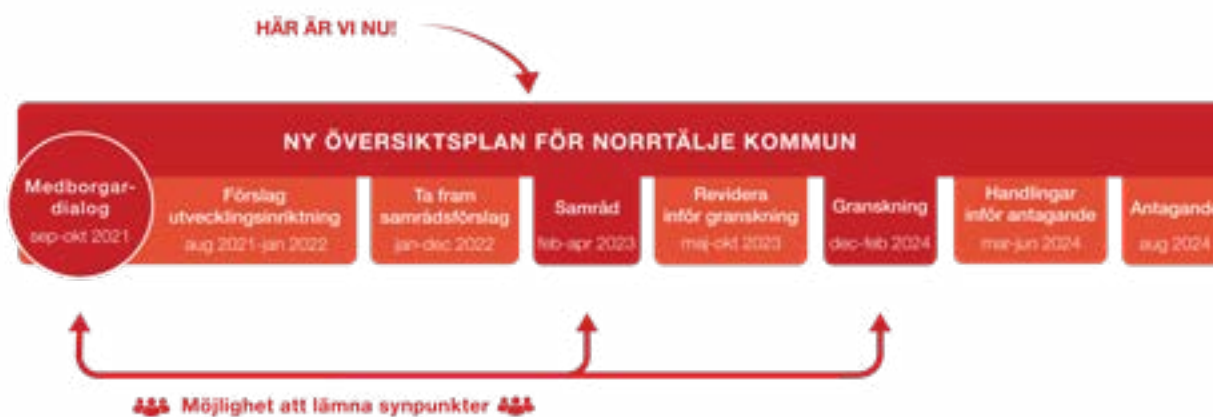 HÄR ÄR VI NU!
NY ÖVERSIKTSPLAN FÖR NORRTÄLJE KOMMUN
Medborgar-
dialog
sep-okt 2021
Förslag
utvecklingsinriktning
aug 2021-jan 2022
Ta fram
samrådsförslag
jan-dec 2022
Samråd
feb-apr 2023
Revidera
inför granskning
maj-okt 2023
Granskning
dec-feb 2024
Handlingar
inför antagande
mar-jun 2024
Antagande
aug 2024
Möjlighet att lämna synpunkter